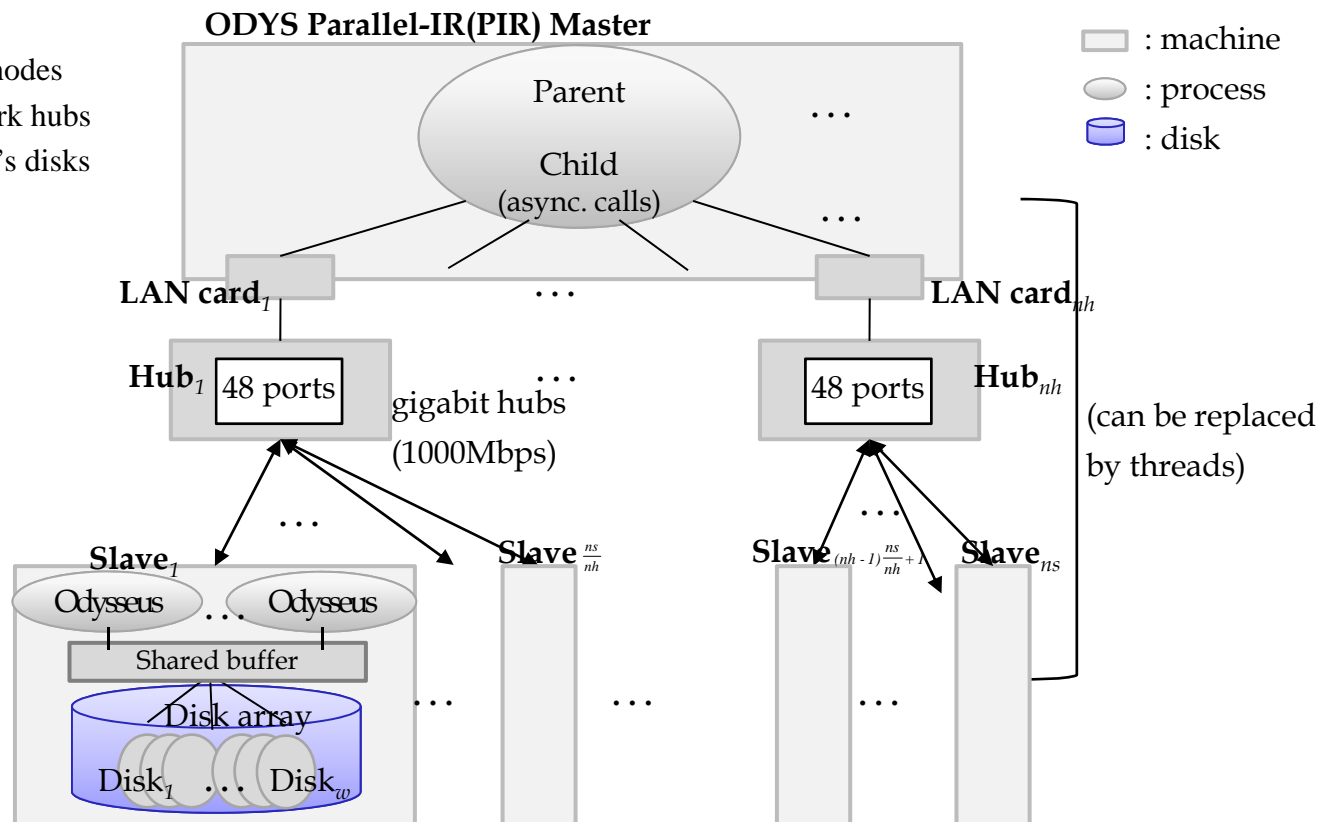 ODYS Parallel-IR(PIR) Master
nodes
rk hubs
's disks
: machine
: process
: disk
Parent
...
Child
(async. calls)
...
LAN card1
...
LAN cardnh
Hub1
48 ports
...
48 ports
Hubnh
gigabit hubs
(1000Mbps)
(can be replaced
by threads)
...
...
Slave1
Slave ns/nh
Slave (nh - 1) ns/nh + 1
Slavens
Odysseus
...
Odysseus
Shared buffer
Disk array
...
...
...
Disk1
...
Diskw